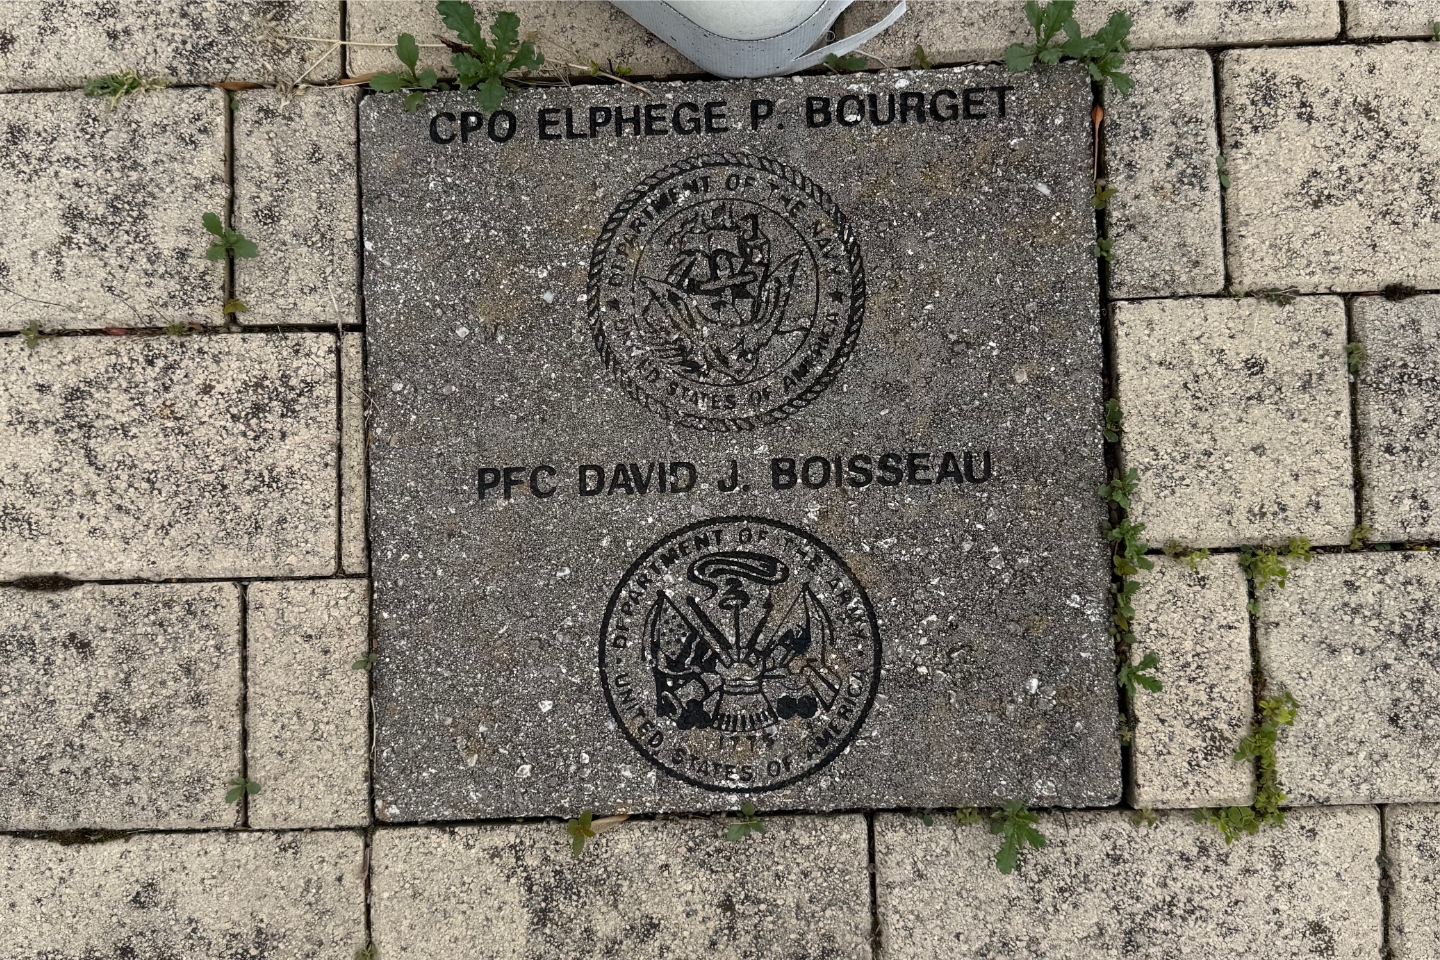 CPO ELPHEGE P. BOURGET
DEPARTMENT OF THE NAVY
UNITED STATES OF AMERICA
PFC DAVID J. BOISSEAU
DEPARTMENT OF THE ARMY
1775
UNITED STATES OF AMERICA